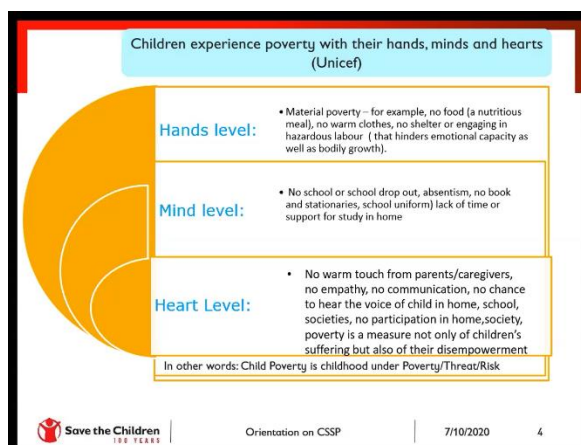 Children experience poverty with their hands, minds and hearts
(Unicef)
Hands level:
• Material poverty – for example, no food (a nutritious
meal), no warm clothes, no shelter or engaging in
hazardous labour ( that hinders emotional capacity as
well as bodily growth).
Mind level:
• No school or school drop out, absentism, no book
and stationaries, school uniform) lack of time or
support for study in home
Heart Level:
• No warm touch from parents/caregivers,
no empathy, no communication, no chance
to hear the voice of child in home, school,
societies, no participation in home,society,
poverty is a measure not only of children's
suffering but also of their disempowerment
In other words: Child Poverty is childhood under Poverty/Threat/Risk
Save the Children
100 YEARS
Orientation on CSSP
7/10/2020
4